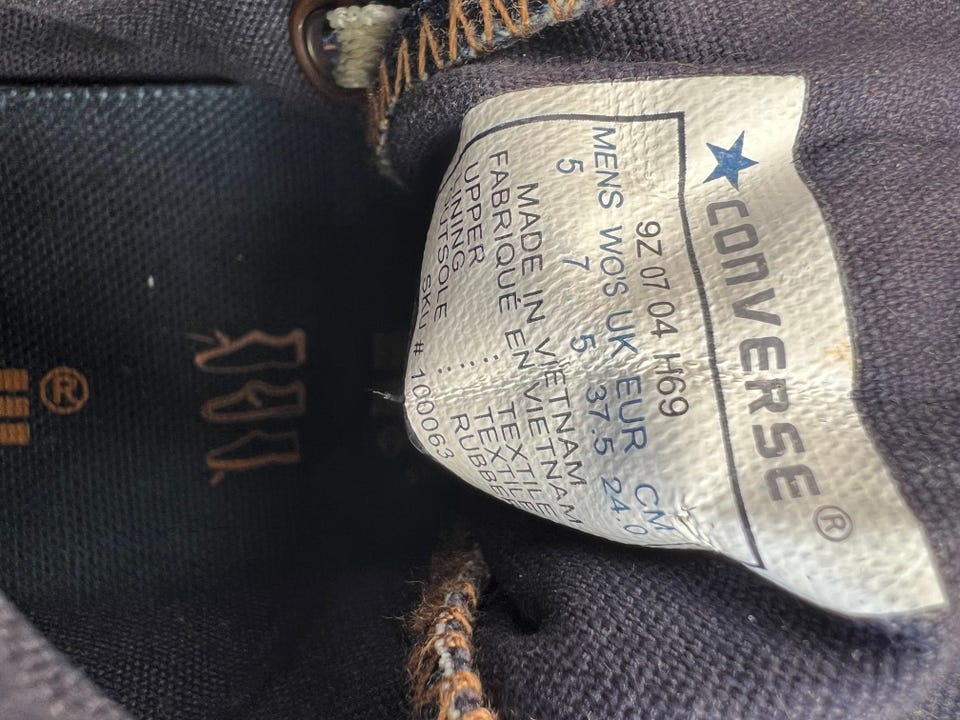 CONVERSE®
9Z 07 04 H69
MENS WO'S UK EUR CM
5 7 5 37.5 24.0
MADE IN VIETNAM
FABRIQUÉ EN VIETNAM
UPPER : TEXTILE
LINING : TEXTILE
OUTSOLE : RUBBER
SKU # 100063
®